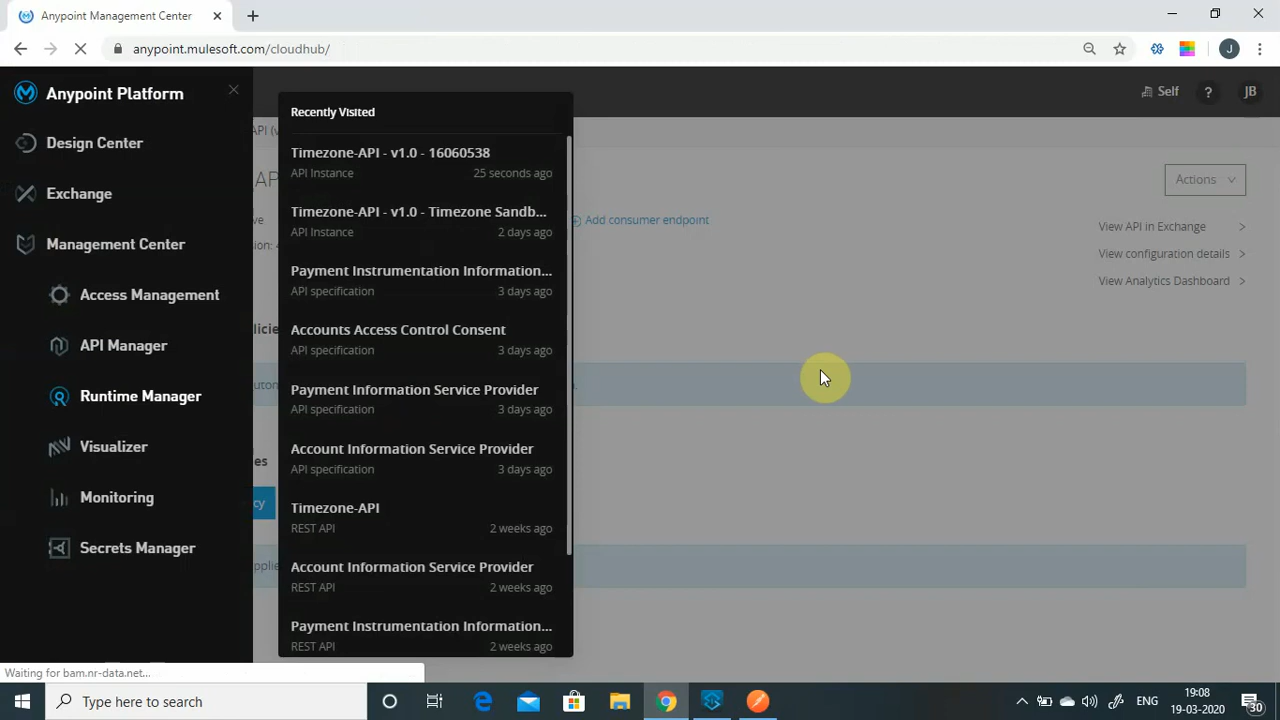 Anypoint Management Center
anypoint.mulesoft.com/cloudhub/
J
Anypoint Platform
Self
?
JB
Design Center
Exchange
Management Center
Access Management
API Manager
Runtime Manager
Visualizer
Monitoring
Secrets Manager
Recently Visited
Timezone-API - v1.0 - 16060538
API Instance 25 seconds ago
Timezone-API - v1.0 - Timezone Sandb...
API Instance 2 days ago
Payment Instrumentation Information...
API specification 3 days ago
Accounts Access Control Consent
API specification 3 days ago
Payment Information Service Provider
API specification 3 days ago
Account Information Service Provider
API specification 3 days ago
Timezone-API
REST API 2 weeks ago
Account Information Service Provider
REST API 2 weeks ago
Payment Instrumentation Information...
REST API 2 weeks ago
API (v
AP
Actions
Add consumer endpoint
View API in Exchange
View configuration details
View Analytics Dashboard
Waiting for bam.nr-data.net...
Type here to search
ENG
19:08
19-03-2020
30